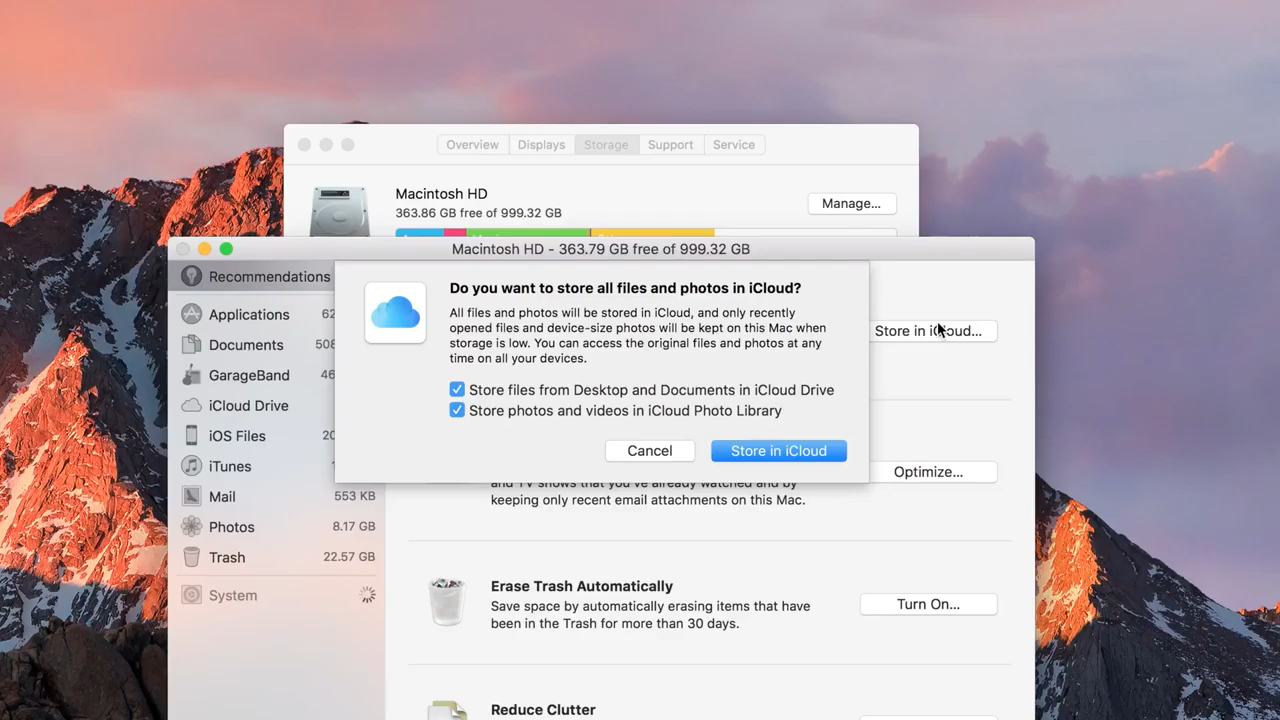 Overview Displays Storage Support Service
Macintosh HD
363.86 GB free of 999.32 GB
Manage...
Macintosh HD - 363.79 GB free of 999.32 GB
Recommendations
Applications 62
Documents 508
GarageBand 46
iCloud Drive
iOS Files 20
iTunes 1
Mail 553 KB
Photos 8.17 GB
Trash 22.57 GB
System
Do you want to store all files and photos in iCloud?
All files and photos will be stored in iCloud, and only recently
opened files and device-size photos will be kept on this Mac when
storage is low. You can access the original files and photos at any
time on all your devices.
Store files from Desktop and Documents in iCloud Drive
Store photos and videos in iCloud Photo Library
Cancel Store in iCloud
Store in iCloud...
Optimize...
and TV shows that you've already watched and by
keeping only recent email attachments on this Mac.
Erase Trash Automatically
Save space by automatically erasing items that have
been in the Trash for more than 30 days.
Turn On...
Reduce Clutter